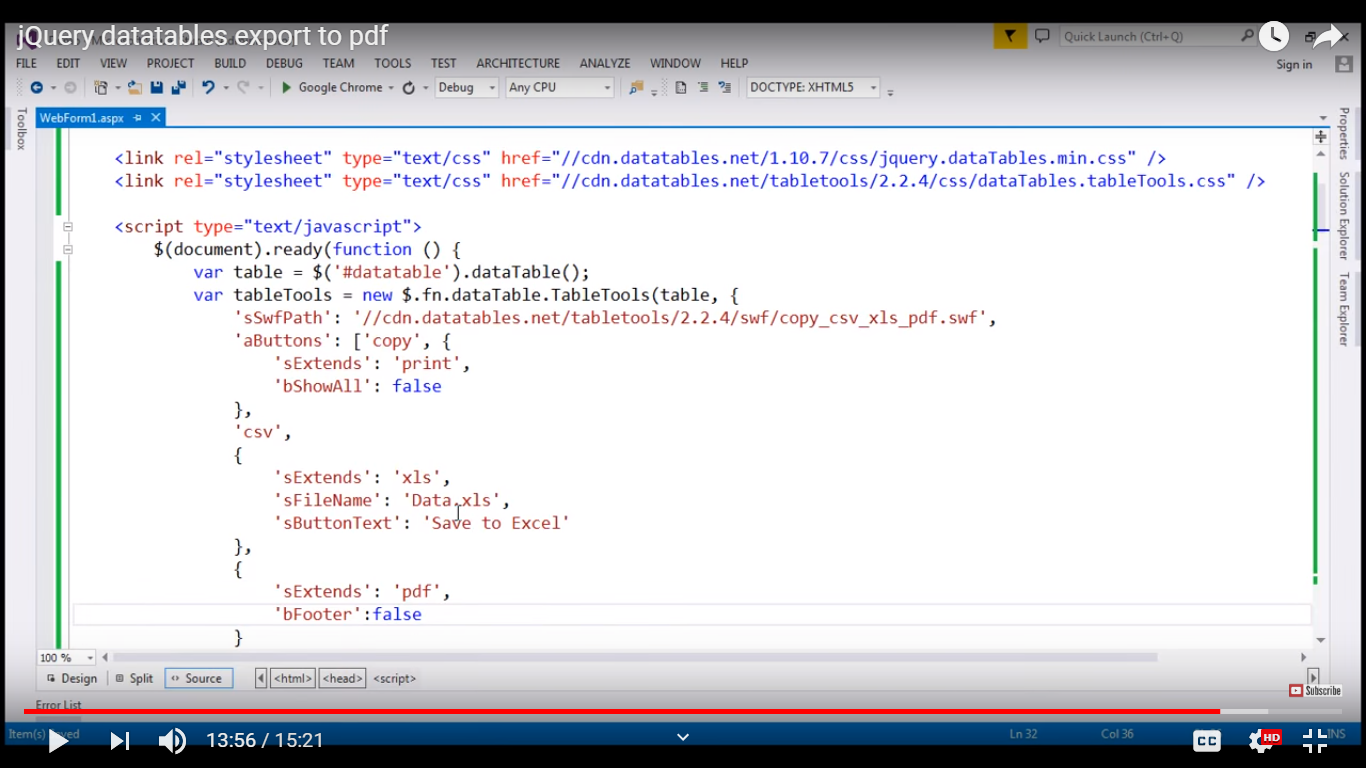 jQuery datatables export to pdf
Quick Launch (Ctrl+Q)
FILE EDIT VIEW PROJECT BUILD DEBUG TEAM TOOLS TEST ARCHITECTURE ANALYZE WINDOW HELP
Sign in
Google Chrome Debug Any CPU DOCTYPE: XHTML5
Toolbox
WebForm1.aspx
Properties
Solution Explorer
Team Explorer
<link rel="stylesheet" type="text/css" href="//cdn.datatables.net/1.10.7/css/jquery.dataTables.min.css" />
<link rel="stylesheet" type="text/css" href="//cdn.datatables.net/tabletools/2.2.4/css/dataTables.tableTools.css" />
<script type="text/javascript">
$(document).ready(function () {
var table = $('#datatable').dataTable();
var tableTools = new $.fn.dataTable.TableTools(table, {
'sSwfPath': '//cdn.datatables.net/tabletools/2.2.4/swf/copy_csv_xls_pdf.swf',
'aButtons': ['copy', {
'sExtends': 'print',
'bShowAll': false
},
'csv',
{
'sExtends': 'xls',
'sFileName': 'Data.xls',
'sButtonText': 'Save to Excel'
},
{
'sExtends': 'pdf',
'bFooter':false
}
100 %
Design Split Source <html> <head> <script>
Subscribe
Error List
Ln 32 Col 36 INS
13:56 / 15:21
CC HD